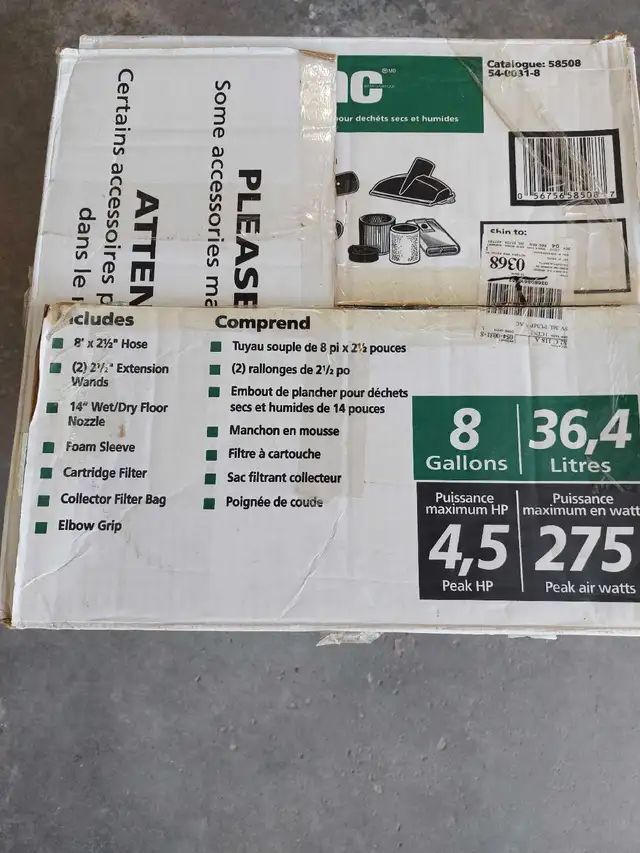 Catalogue: 58508
54-0031-8
pour dechéts secs et humides
Ship to:
0368
PLEASE
Some accessories ma
ATTEN
Certains accessoires p
dans le
cludes
8' x 2½" Hose
(2) 2½" Extension
Wands
14" Wet/Dry Floor
Nozzle
Foam Sleeve
Cartridge Filter
Collector Filter Bag
Elbow Grip
Comprend
Tuyau souple de 8 pi x 2½ pouces
(2) rallonges de 2½ po
Embout de plancher pour déchets
secs et humides de 14 pouces
Manchon en mousse
Filtre à cartouche
Sac filtrant collecteur
Poignée de coude
8
Gallons
36,4
Litres
Puissance
maximum HP
4,5
Peak HP
Puissance
maximum en watt
275
Peak air watts